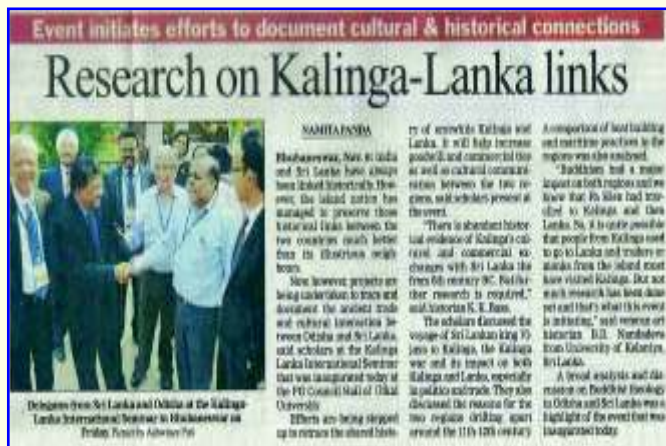 Event initiates efforts to document cultural & historical connections
Research on Kalinga-Lanka links
NAMITA PANDA
Bhubaneswar, Nov. 6: India
and Sri Lanka have always
been linked historically. How-
ever, the island nation has
managed to preserve those
historical links between the
two countries much better
than its illustrious neigh-
bours.
Now, however, projects are
being undertaken to trace and
document the ancient trade
and cultural interaction be-
tween Odisha and Sri Lanka,
said scholars at the Kalinga
Lanka International Seminar
that was inaugurated today at
the PG Council Hall of Utkal
University.
Efforts are being stepped
up to retrace the shared histo-
ry of erstwhile Kalinga and
Lanka. It will help increase
goodwill and commercial ties
as well as cultural communi-
cation between the two re-
gions, said scholars present at
the event.
"There is abundant histor-
ical evidence of Kalinga's cul-
tural and commercial ex-
changes with Sri Lanka the
from 6th century BC. But fur-
ther research is required,"
said historian K. K. Basa.
The scholars discussed the
voyage of Sri Lankan king Vi-
jaya to Kalinga, the Kalinga
war and its impact on both
Kalinga and Lanka, especially
in politics and trade. They also
discussed the reasons for the
two regions drifting apart
around the 11th-12th century.
A comparison of boat building
and maritime practices in the
regions was also analysed.
"Buddhism had a major
impact on both regions and we
know that Fa Hien had trav-
elled to Kalinga and then
Lanka. So, it is quite possible
that people from Kalinga used
to go to Lanka and traders or
monks from the island must
have visited Kalinga. But not
much research has been done
yet and that's what this event
is initiating," said veteran art
historian B.D. Nandadeva
from University of Kelaniya,
Sri Lanka.
A broad analysis and dis-
cussion on Buddhist theology
in Odisha and Sri Lanka was a
highlight of the event that was
inaugurated today.
Delegates from Sri Lanka and Odisha at the Kalinga-
Lanka International Seminar in Bhubaneswar on
Friday.